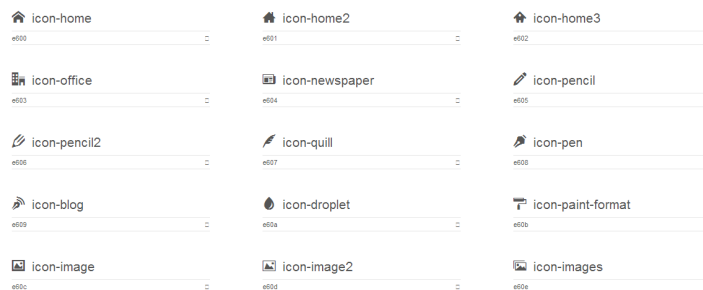 icon-home icon-home2 icon-home3
e600 e601 e602
icon-office icon-newspaper icon-pencil
e603 e604 e605
icon-pencil2 icon-quill icon-pen
e606 e607 e608
icon-blog icon-droplet icon-paint-format
e609 e60a e60b
icon-image icon-image2 icon-images
e60c e60d e60e